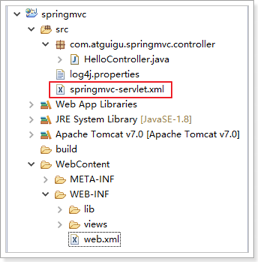 springmvc
src
com.atguigu.springmvc.controller
HelloController.java
log4j.properties
springmvc-servlet.xml
Web App Libraries
JRE System Library [JavaSE-1.8]
Apache Tomcat v7.0 [Apache Tomcat v7.0]
build
WebContent
META-INF
WEB-INF
lib
views
web.xml